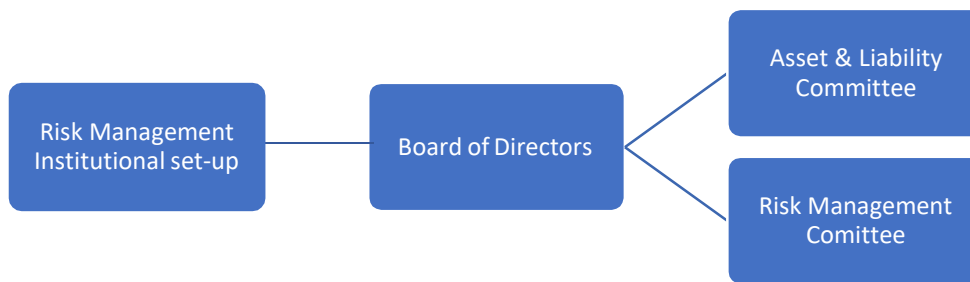 Risk Management
Institutional set-up
Board of Directors
Asset & Liability
Committee
Risk Management
Comittee